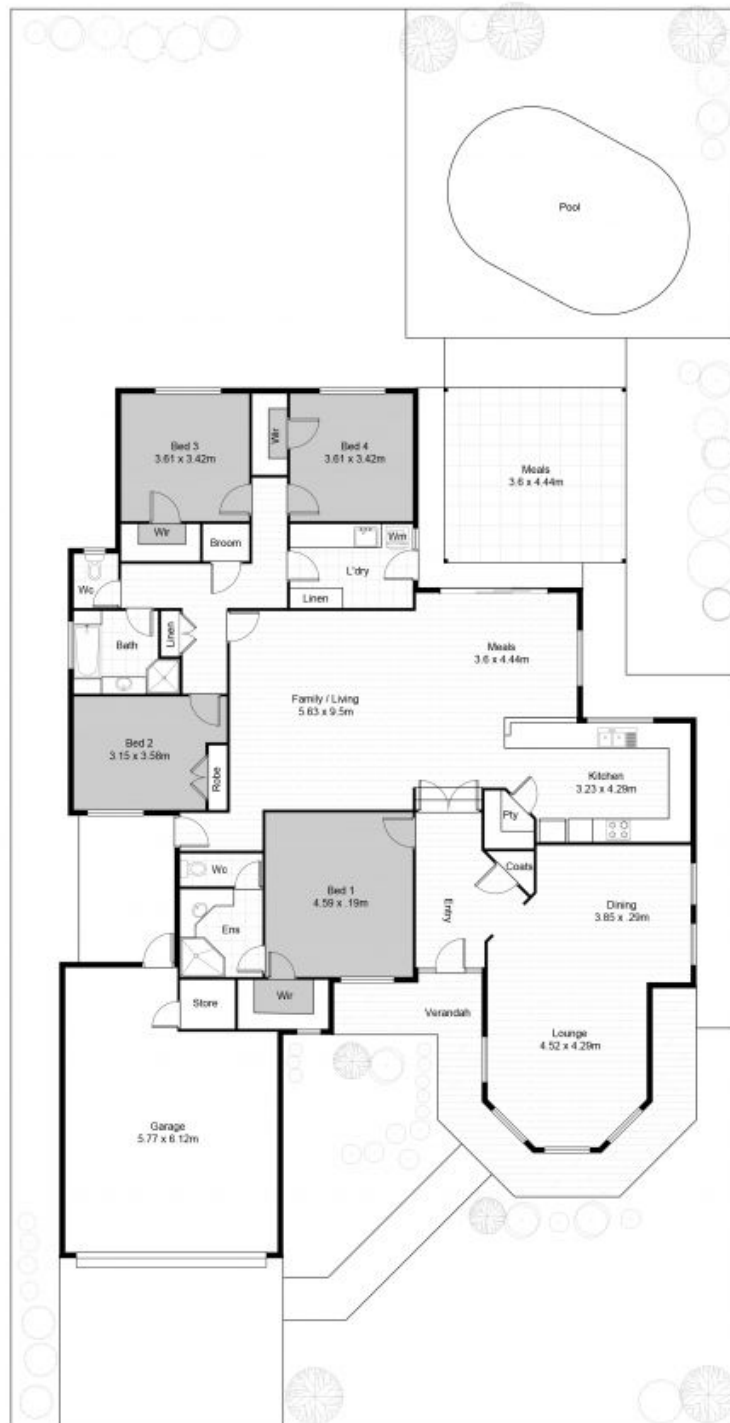 Pool
Bed 3
3.61 x 3.42m
Wir
Bed 4
3.61 x 3.42m
Meals
3.6 x 4.44m
Wir
Broom
Wm
L'dry
Wc
Linen
Bath
Linen
Meals
3.6 x 4.44m
Family / Living
5.63 x 9.5m
Bed 2
3.15 x 3.58m
Robe
Kitchen
3.23 x 4.29m
Pty
Wc
Coats
Bed 1
4.59 x .19m
Entry
Dining
3.85 x .29m
Ens
Wir
Store
Verandah
Lounge
4.52 x 4.29m
Garage
5.77 x 6.12m